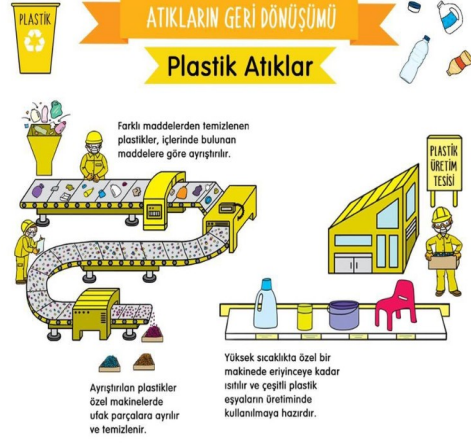 PLASTİK
ATIKLARIN GERİ DÖNÜŞÜMÜ
Plastik Atıklar
Farklı maddelerden temizlenen
plastikler, içlerinde bulunan
maddelere göre ayrıştırılır.
PLASTİK
ÜRETİM
TESİSİ
Ayrıştırılan plastikler
özel makinelerde
ufak parçalara ayrılır
ve temizlenir.
Yüksek sıcaklıkta özel bir
makinede eriyinceye kadar
ısıtılır ve çeşitli plastik
eşyaların üretiminde
kullanılmaya hazırdır.